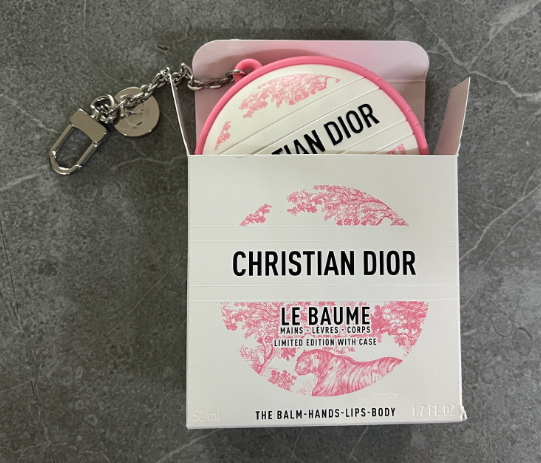 TIAN DIOR
CHRISTIAN DIOR
LE BAUME
MAINS - LÈVRES - CORPS
LIMITED EDITION WITH CASE
THE BALM-HANDS-LIPS-BODY
50 ml 1.7 FL.OZ